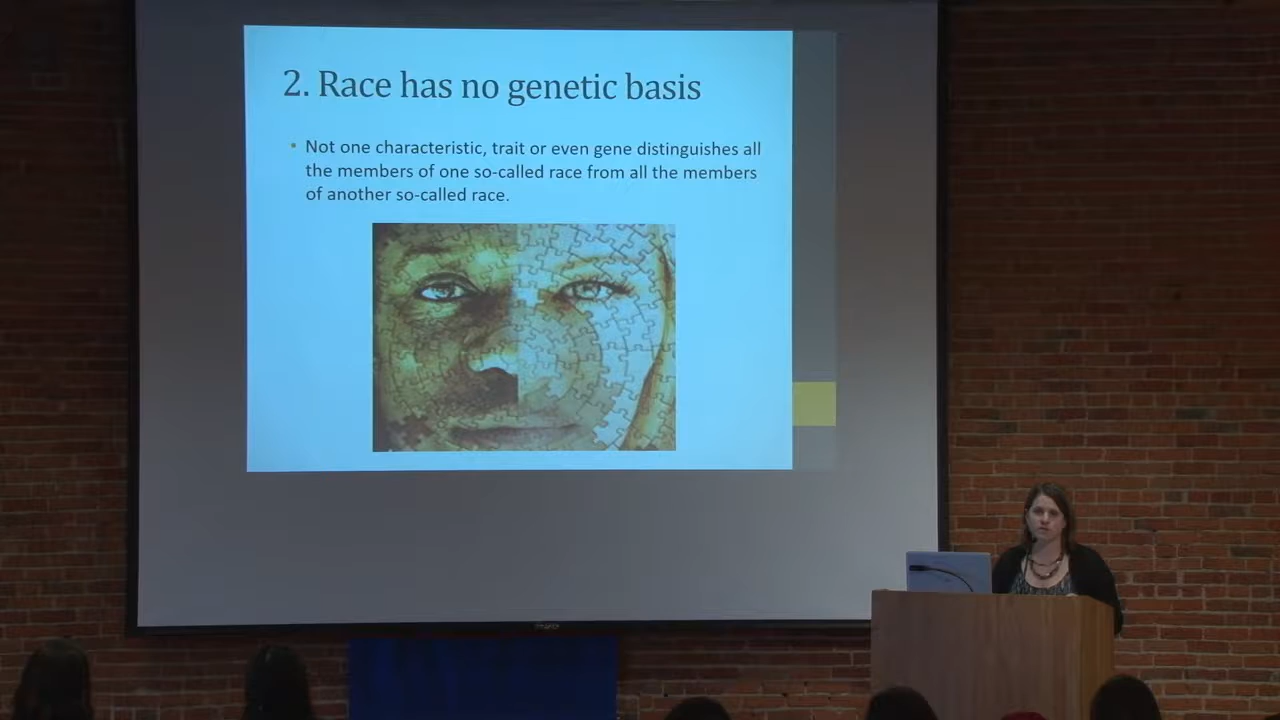 2. Race has no genetic basis
• Not one characteristic, trait or even gene distinguishes all
the members of one so-called race from all the members
of another so-called race.